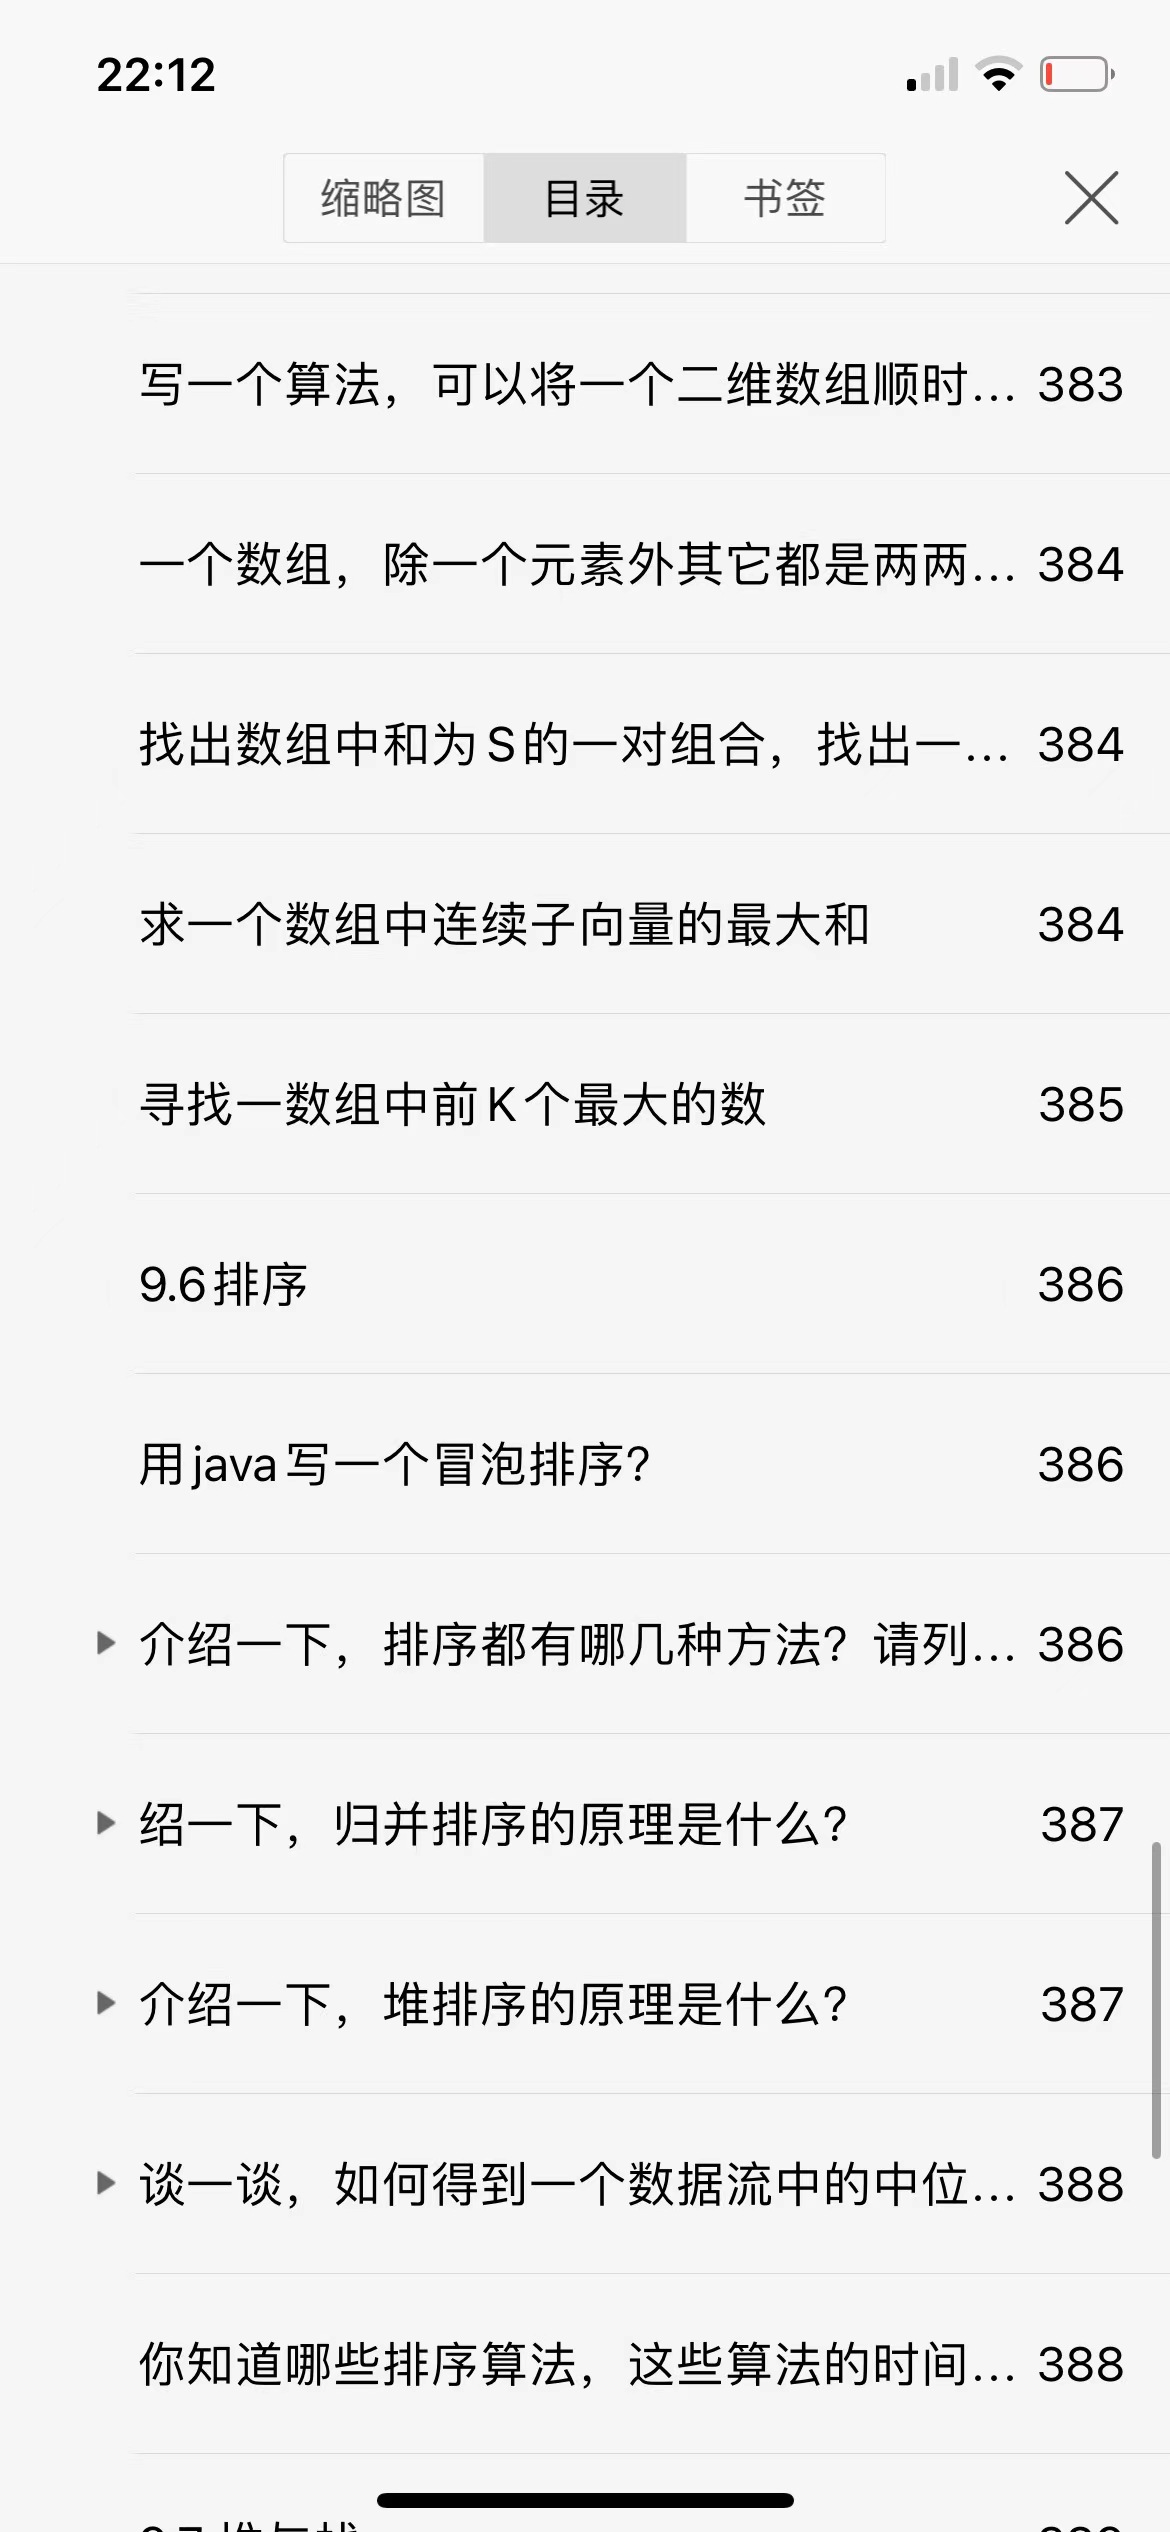 22:12
缩略图 目录 书签
写一个算法，可以将一个二维数组顺时... 383
一个数组，除一个元素外其它都是两两... 384
找出数组中和为S的一对组合，找出一... 384
求一个数组中连续子向量的最大和 384
寻找一数组中前K个最大的数 385
9.6排序 386
用java写一个冒泡排序? 386
介绍一下，排序都有哪几种方法? 请列... 386
绍一下，归并排序的原理是什么? 387
介绍一下，堆排序的原理是什么? 387
谈一谈，如何得到一个数据流中的中位... 388
你知道哪些排序算法，这些算法的时间... 388